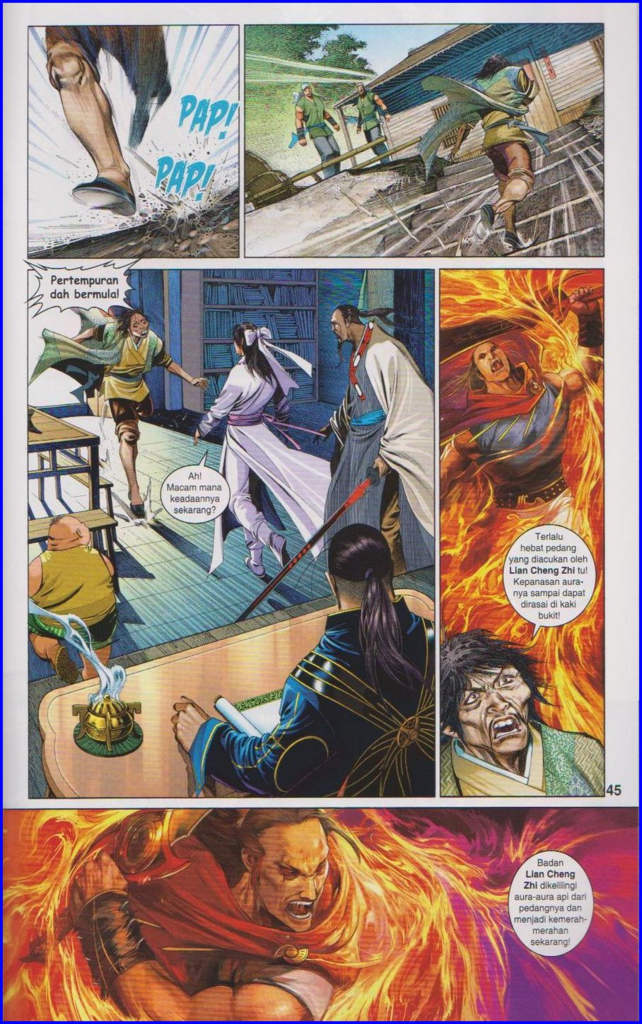 PAP!
PAP!
Pertempuran
dah bermula!
Ah!
Macam mana
keadaannya
sekarang?
Terlalu
hebat pedang
yang diacukan oleh
Lian Cheng Zhi tu!
Kepanasan aura-
nya sampai dapat
dirasai di kaki
bukit!
45
Badan
Lian Cheng
Zhi dikelilingi
aura-aura api dari
pedangnya dan
menjadi kemerah-
merahan
sekarang!